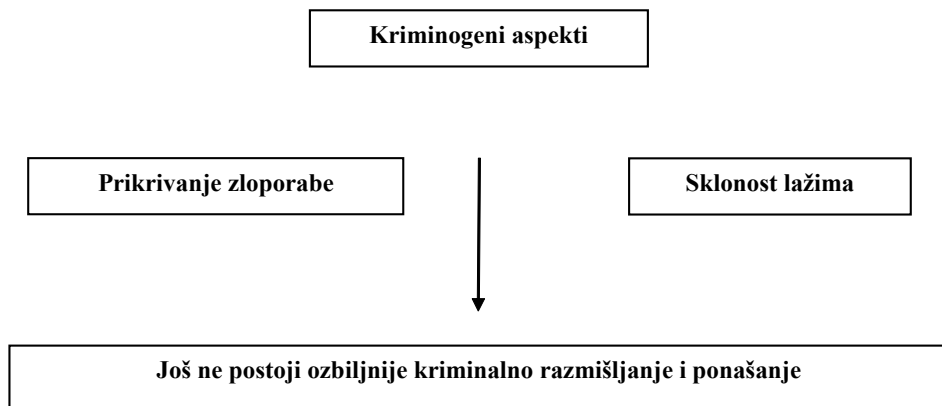 Kriminogeni aspekti
Prikrivanje zloporabe
Sklonost lažima
Još ne postoji ozbiljnije kriminalno razmišljanje i ponašanje